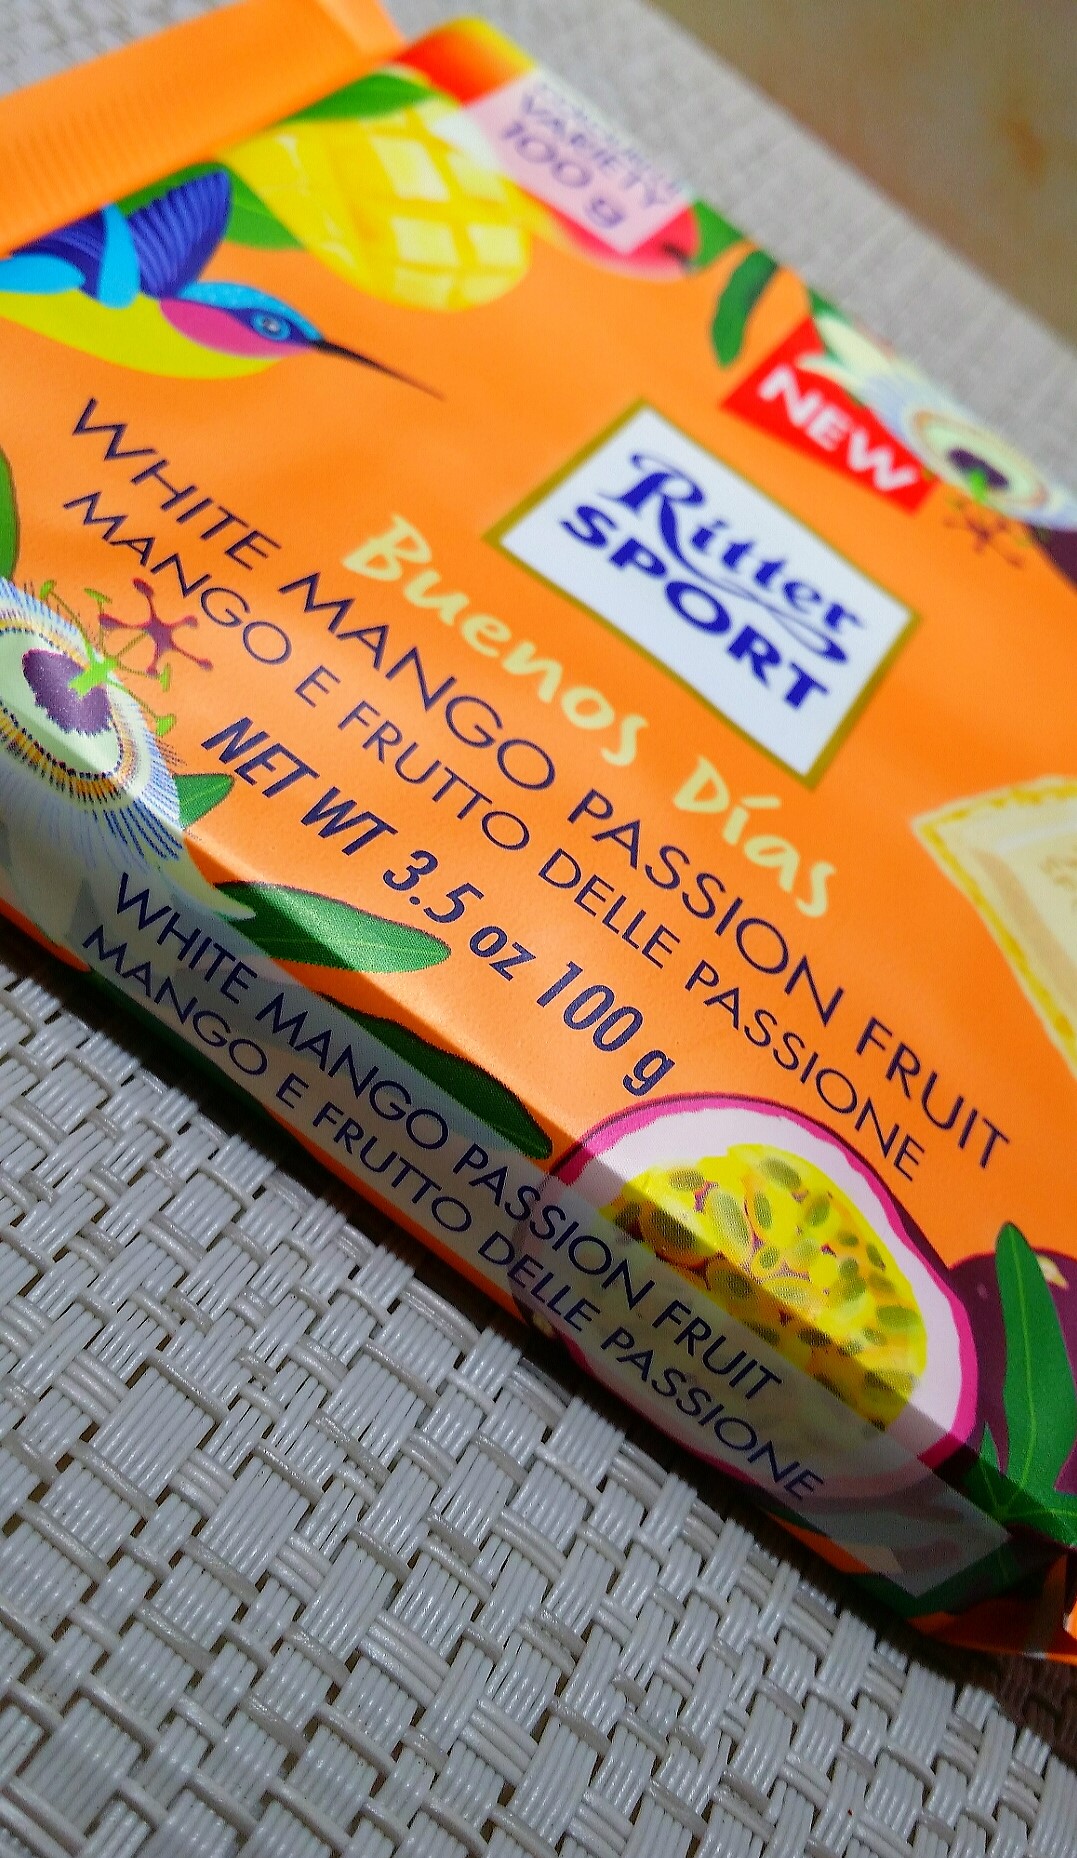 VARIETY
100 g
NEW
Ritter
SPORT
Buenos Días
WHITE MANGO PASSION FRUIT
MANGO E FRUTTO DELLE PASSIONE
NET WT 3.5 oz 100 g
WHITE MANGO PASSION FRUIT
MANGO E FRUTTO DELLE PASSIONE